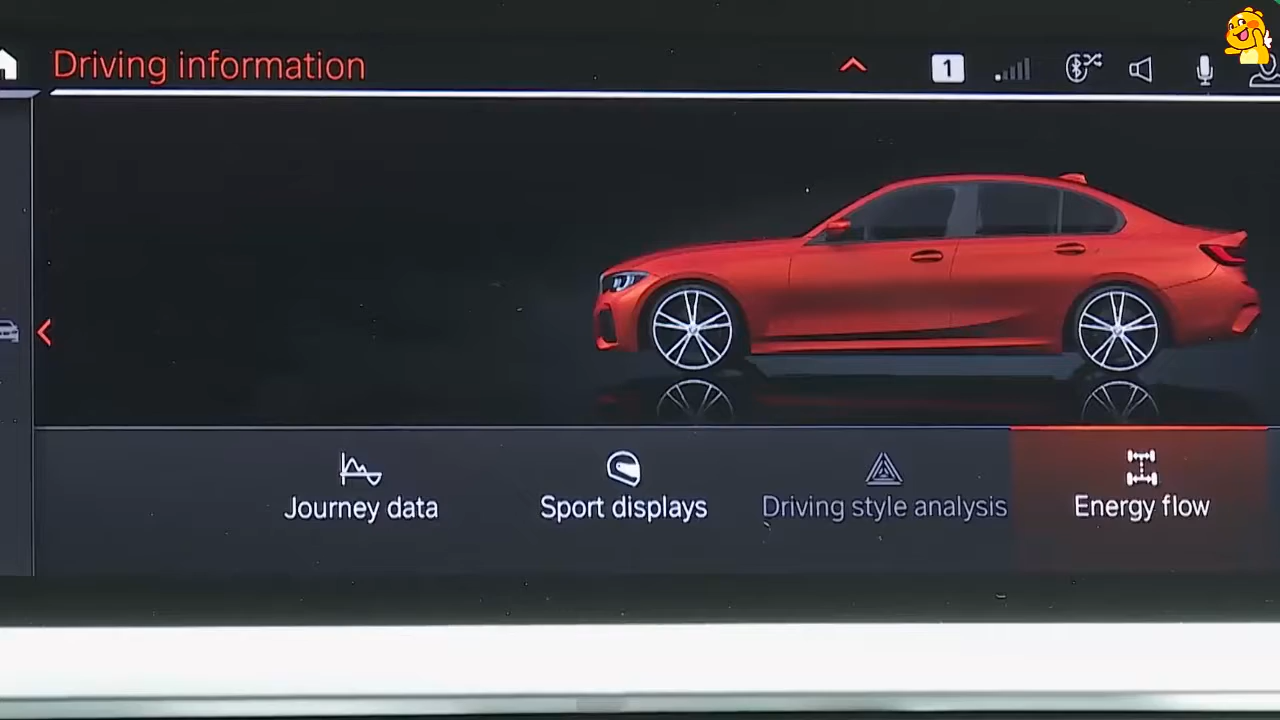 Driving information
1
Journey data
Sport displays
Driving style analysis
Energy flow